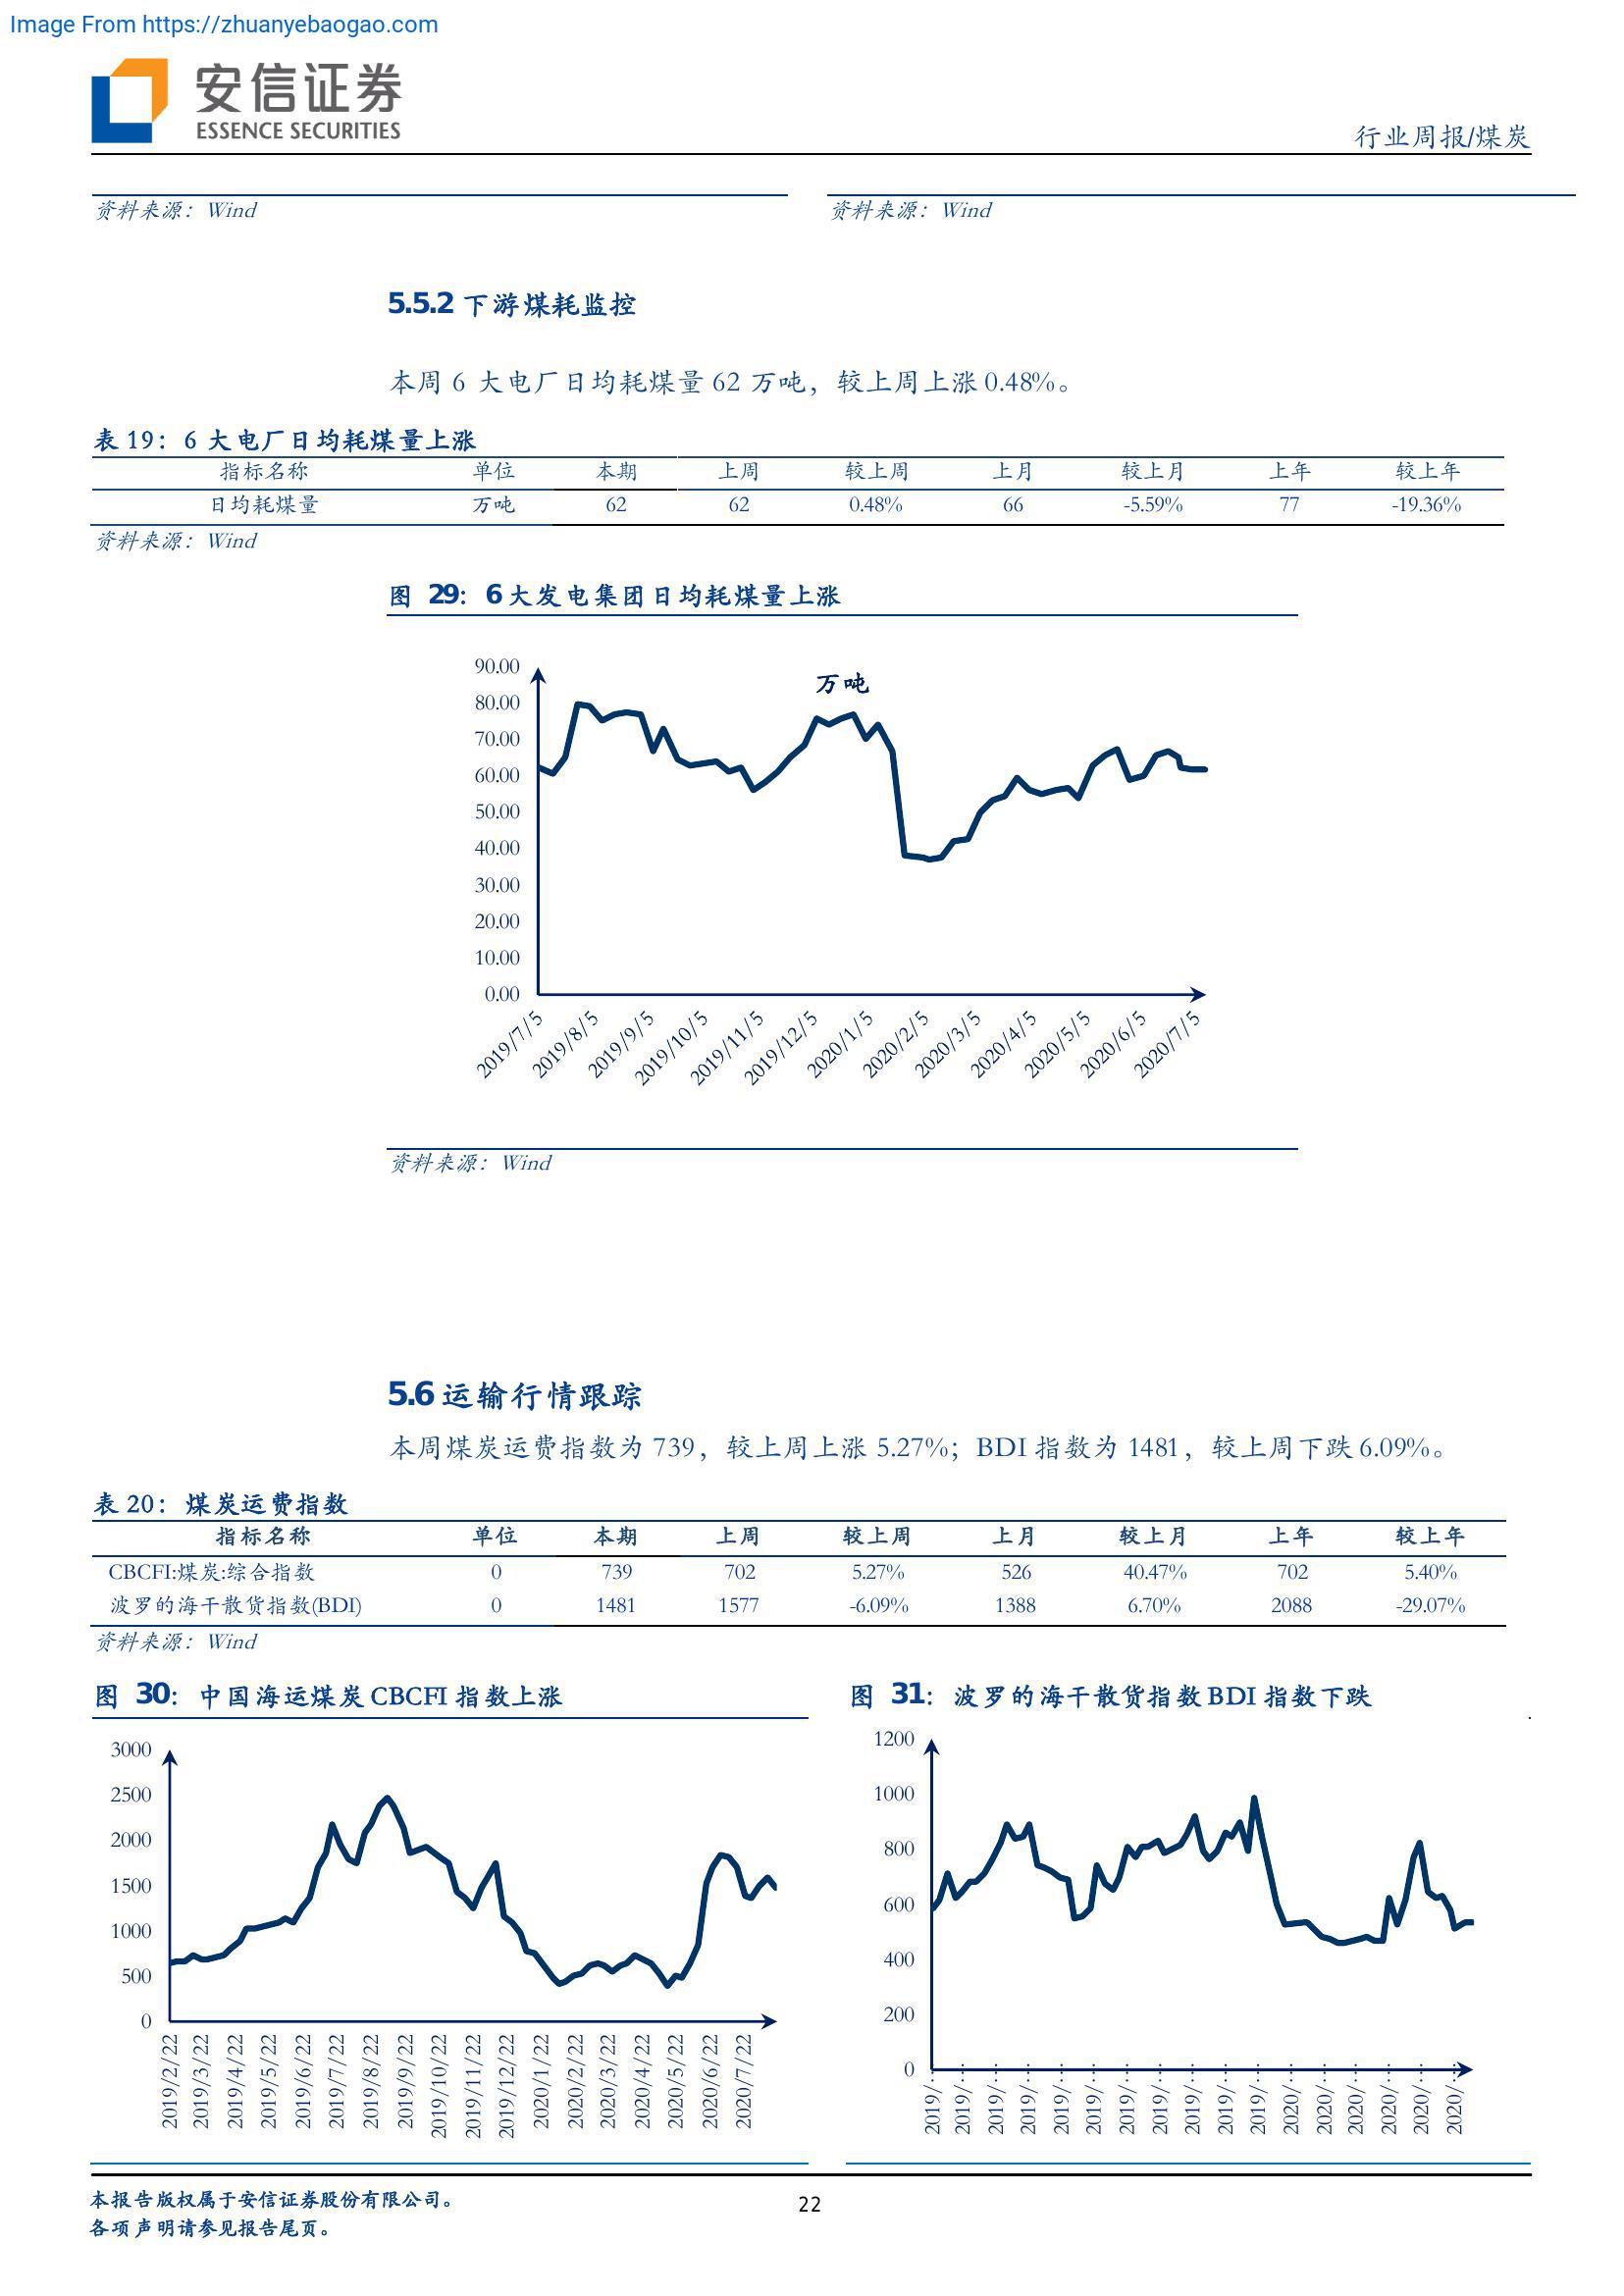 Image From https://zhuanyebaogao.com
安信证券
ESSENCE SECURITIES
行业周报/煤炭
资料来源：Wind 资料来源：Wind
5.5.2 下游煤耗监控
本周 6 大电厂日均耗煤量 62 万吨，较上周上涨 0.48%。
表 19：6 大电厂日均耗煤量上涨
指标名称 单位 本期 上周 较上周 上月 较上月 上年 较上年
日均耗煤量 万吨 62 62 0.48% 66 -5.59% 77 -19.36%
资料来源：Wind
图 29：6 大发电集团日均耗煤量上涨
万吨
90.00
80.00
70.00
60.00
50.00
40.00
30.00
20.00
10.00
0.00
2019/7/5 2019/8/5 2019/9/5 2019/10/5 2019/11/5 2019/12/5 2020/1/5 2020/2/5 2020/3/5 2020/4/5 2020/5/5 2020/6/5 2020/7/5
资料来源：Wind
5.6 运输行情跟踪
本周煤炭运费指数为 739，较上周上涨 5.27%；BDI 指数为 1481，较上周下跌 6.09%。
表 20：煤炭运费指数
指标名称 单位 本期 上周 较上周 上月 较上月 上年 较上年
CBCFI:煤炭:综合指数 0 739 702 5.27% 526 40.47% 702 5.40%
波罗的海干散货指数(BDI) 0 1481 1577 -6.09% 1388 6.70% 2088 -29.07%
资料来源：Wind
图 30：中国海运煤炭 CBCFI 指数上涨
3000
2500
2000
1500
1000
500
0
2019/2/22 2019/3/22 2019/4/22 2019/5/22 2019/6/22 2019/7/22 2019/8/22 2019/9/22 2019/10/22 2019/11/22 2019/12/22 2020/1/22 2020/2/22 2020/3/22 2020/4/22 2020/5/22 2020/6/22 2020/7/22
图 31：波罗的海干散货指数 BDI 指数下跌
1200
1000
800
600
400
200
0
2019/… 2019/… 2019/… 2019/… 2019/… 2019/… 2019/… 2019/… 2019/… 2019/… 2019/… 2020/… 2020/… 2020/… 2020/… 2020/… 2020/…
本报告版权属于安信证券股份有限公司。
各项声明请参见报告尾页。
22